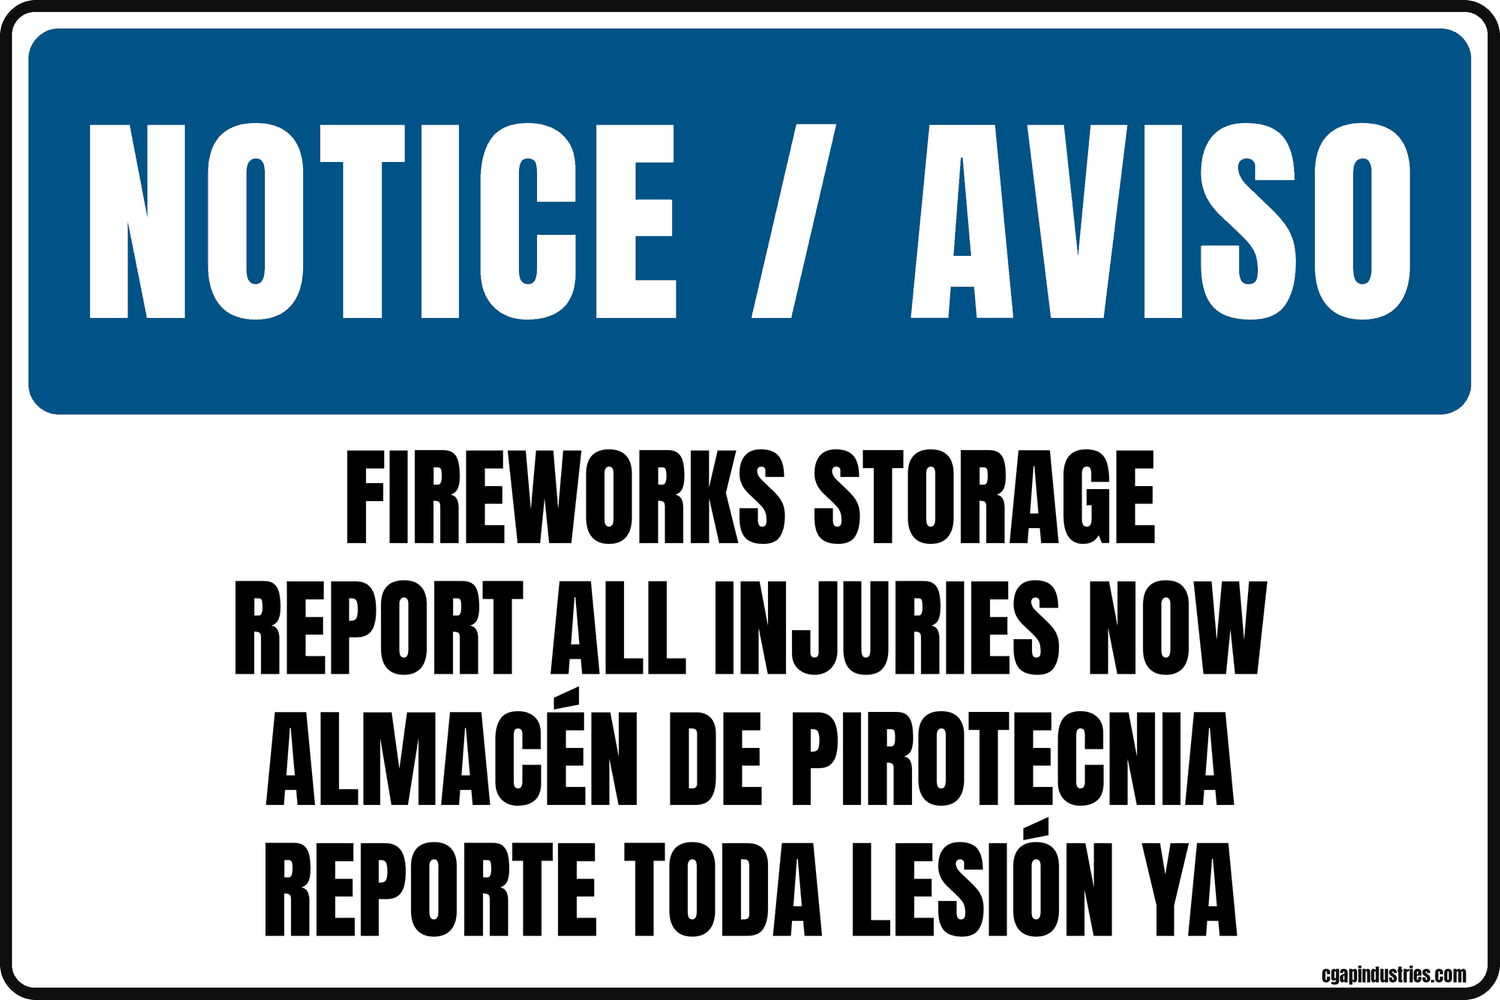 NOTICE / AVISO
FIREWORKS STORAGE
REPORT ALL INJURIES NOW
ALMACÉN DE PIROTECNIA
REPORTE TODA LESIÓN YA
cgapindustries.com